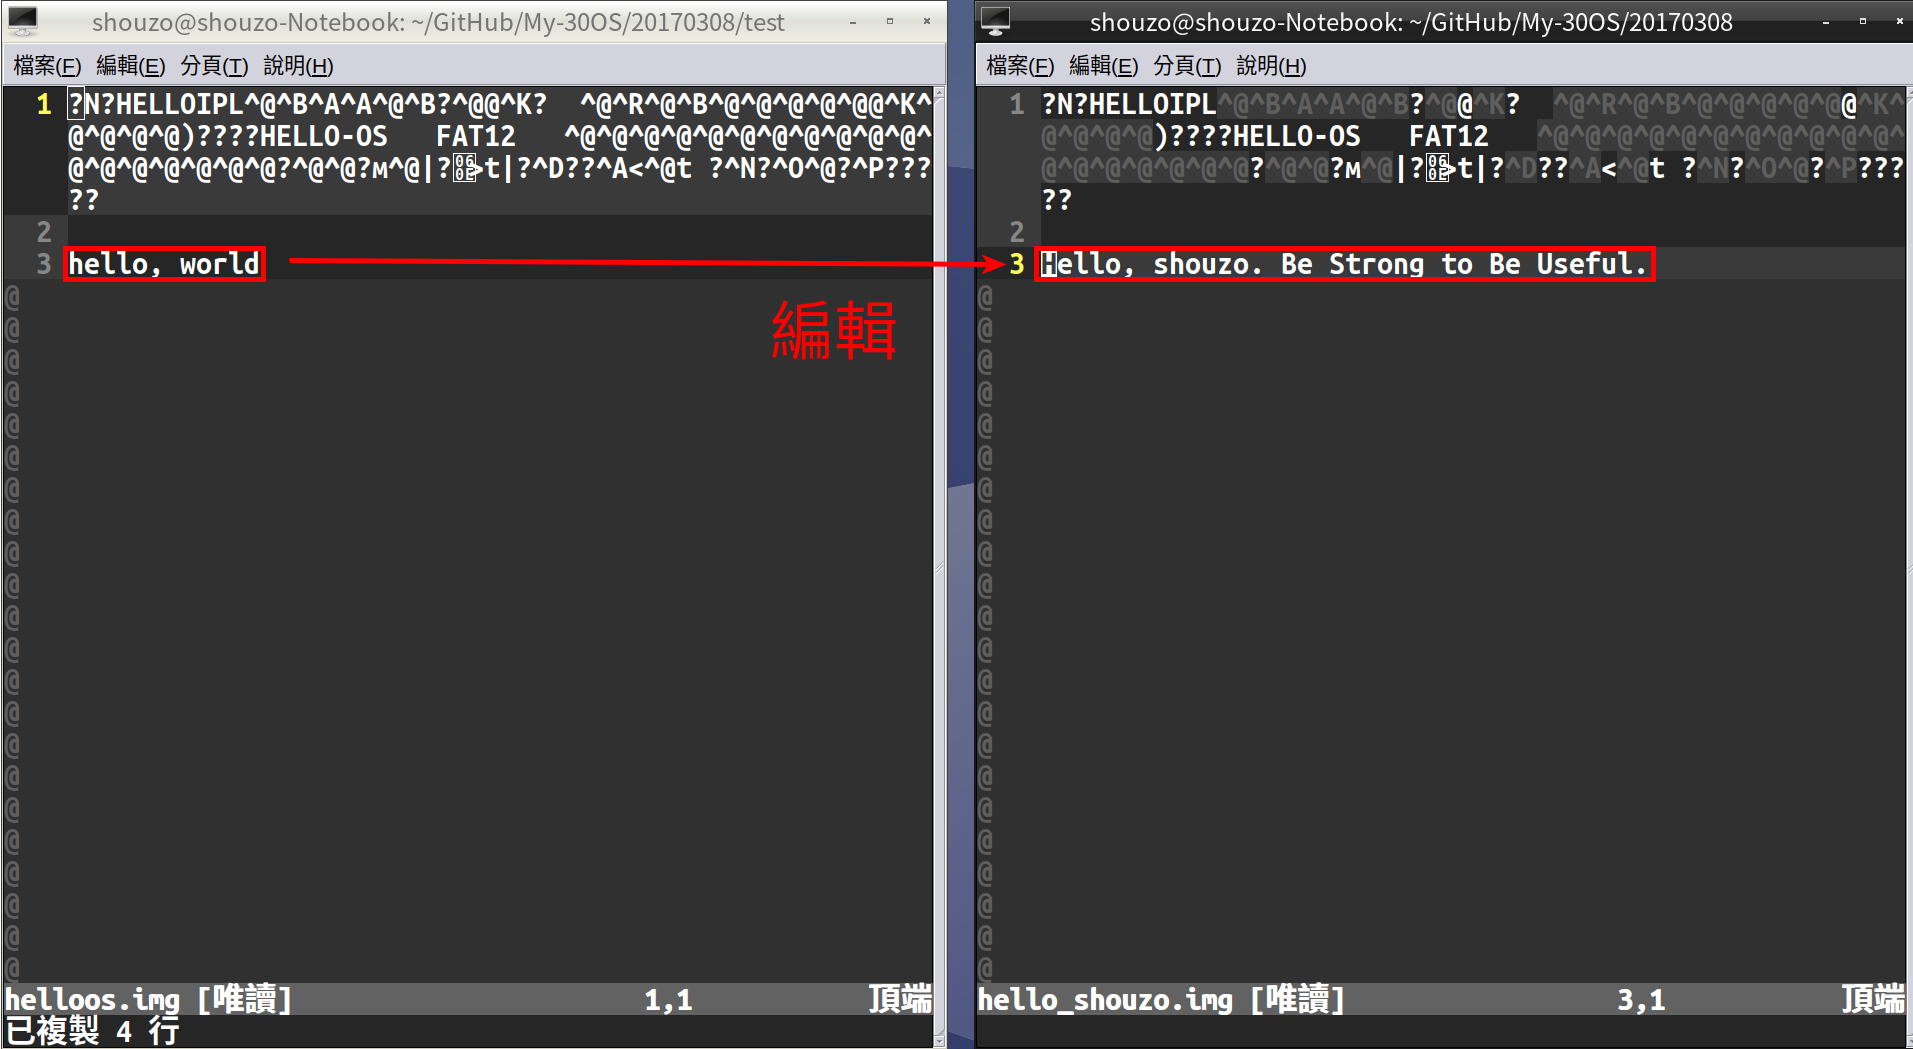 shouzo@shouzo-Notebook: ~/GitHub/My-30OS/20170308/test
檔案(F) 編輯(E) 分頁(T) 說明(H)
1 ?N?HELLOIPL^@^B^A^A^@^B?^@@^K?  ^@^R^@^B^@^@^@^@^@@^K^
@^@^@^@)????HELLO-OS   FAT12   ^@^@^@^@^@^@^@^@^@^@^@^
@^@^@^@^@^@^@?^@^@?м^@|?>t|?^D??^A<^@t ?^N?^O^@?^P???
??
2
3 hello, world
編輯
helloos.img [唯讀] 1,1 頂端
已複製 4 行
shouzo@shouzo-Notebook: ~/GitHub/My-30OS/20170308
檔案(F) 編輯(E) 分頁(T) 說明(H)
1 ?N?HELLOIPL^@^B^A^A^@^B?^@@^K?  ^@^R^@^B^@^@^@^@^@@^K^
@^@^@^@)????HELLO-OS   FAT12   ^@^@^@^@^@^@^@^@^@^@^@^
@^@^@^@^@^@^@?^@^@?м^@|?>t|?^D??^A<^@t ?^N?^O^@?^P???
??
2
3 Hello, shouzo. Be Strong to Be Useful.
hello_shouzo.img [唯讀] 3,1 頂端